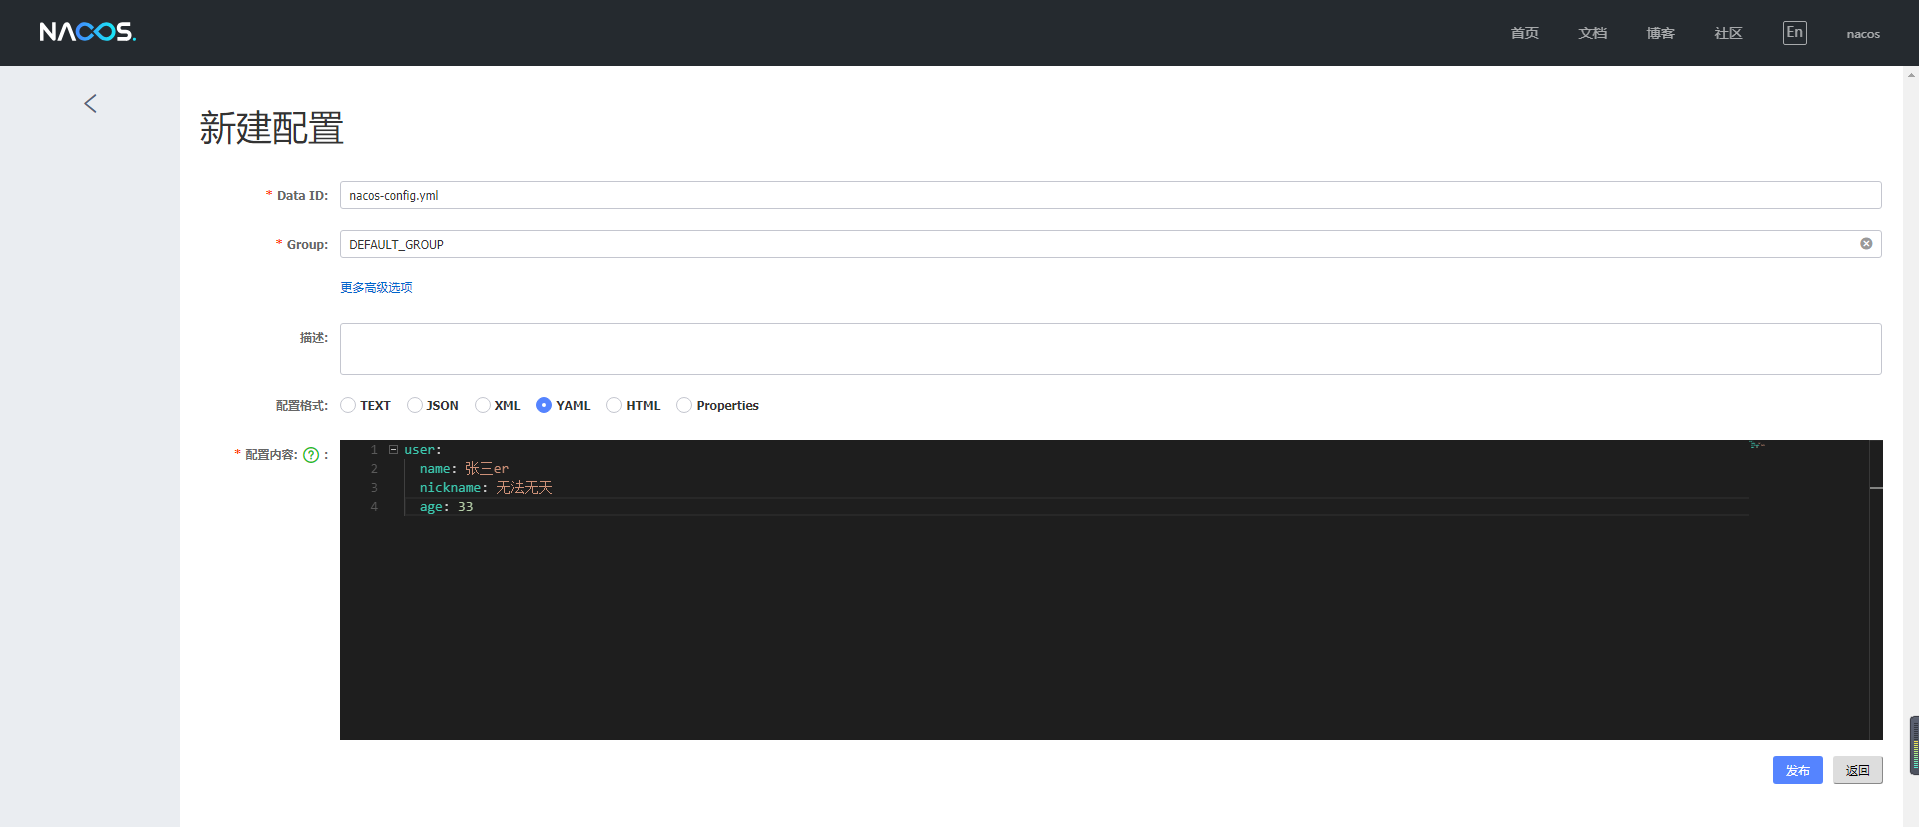 NACOS.
首页 文档 博客 社区 En nacos
新建配置
* Data ID: nacos-config.yml
* Group: DEFAULT_GROUP
更多高级选项
描述:
配置格式: TEXT JSON XML YAML HTML Properties
* 配置内容: ? :
1 user:
2 name: 张三er
3 nickname: 无法无天
4 age: 33
发布 返回